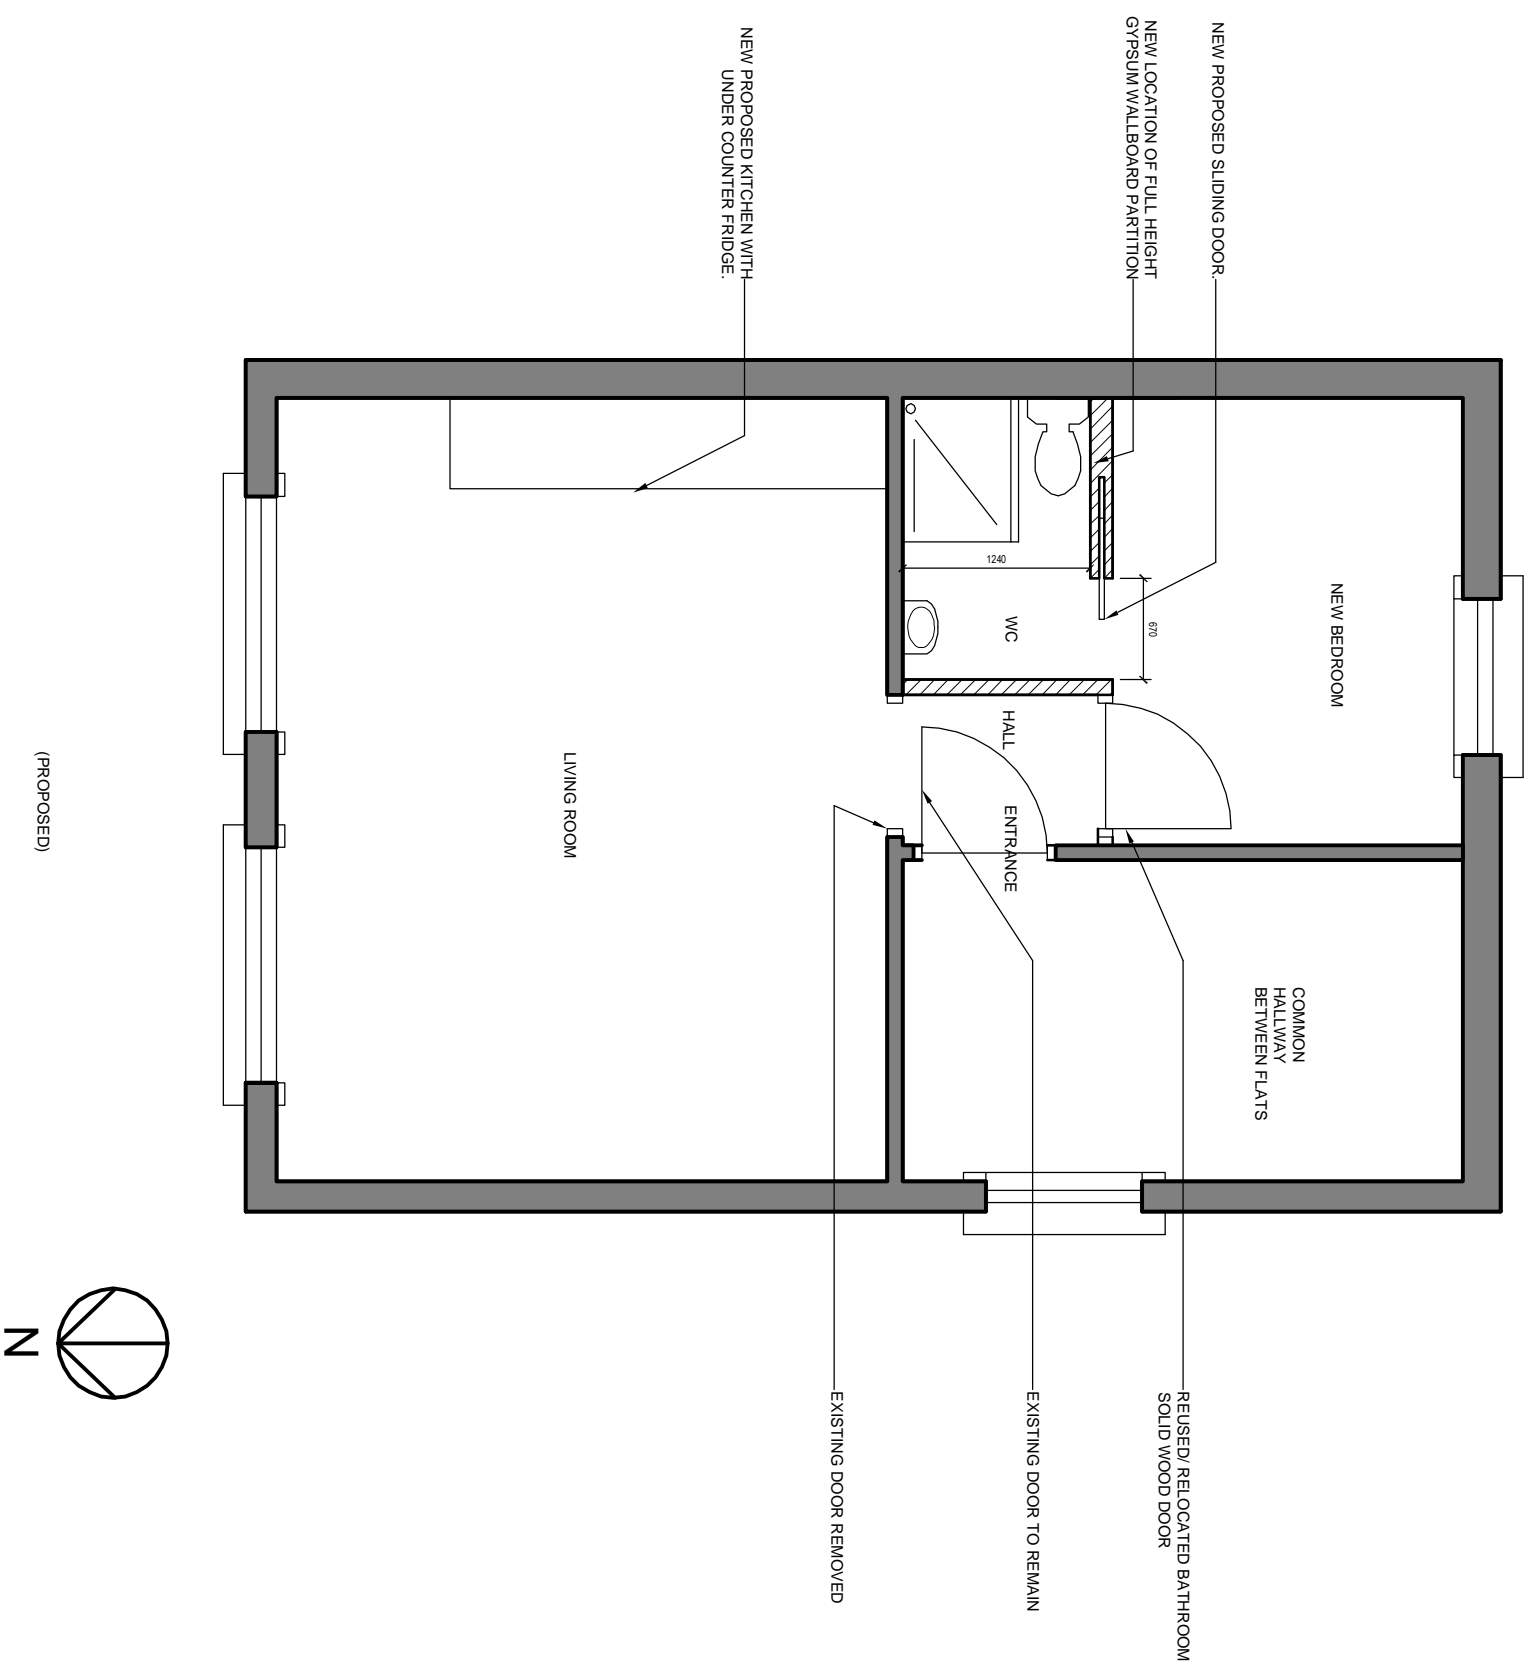 NEW PROPOSED SLIDING DOOR.
NEW LOCATION OF FULL HEIGHT
GYPSUM WALLBOARD PARTITION
NEW PROPOSED KITCHEN WITH
UNDER COUNTER FRIDGE.
NEW BEDROOM
670
1240
WC
HALL
ENTRANCE
LIVING ROOM
COMMON
HALLWAY
BETWEEN FLATS
REUSED/ RELOCATED BATHROOM
SOLID WOOD DOOR
EXISTING DOOR TO REMAIN
EXISTING DOOR REMOVED
(PROPOSED)
N